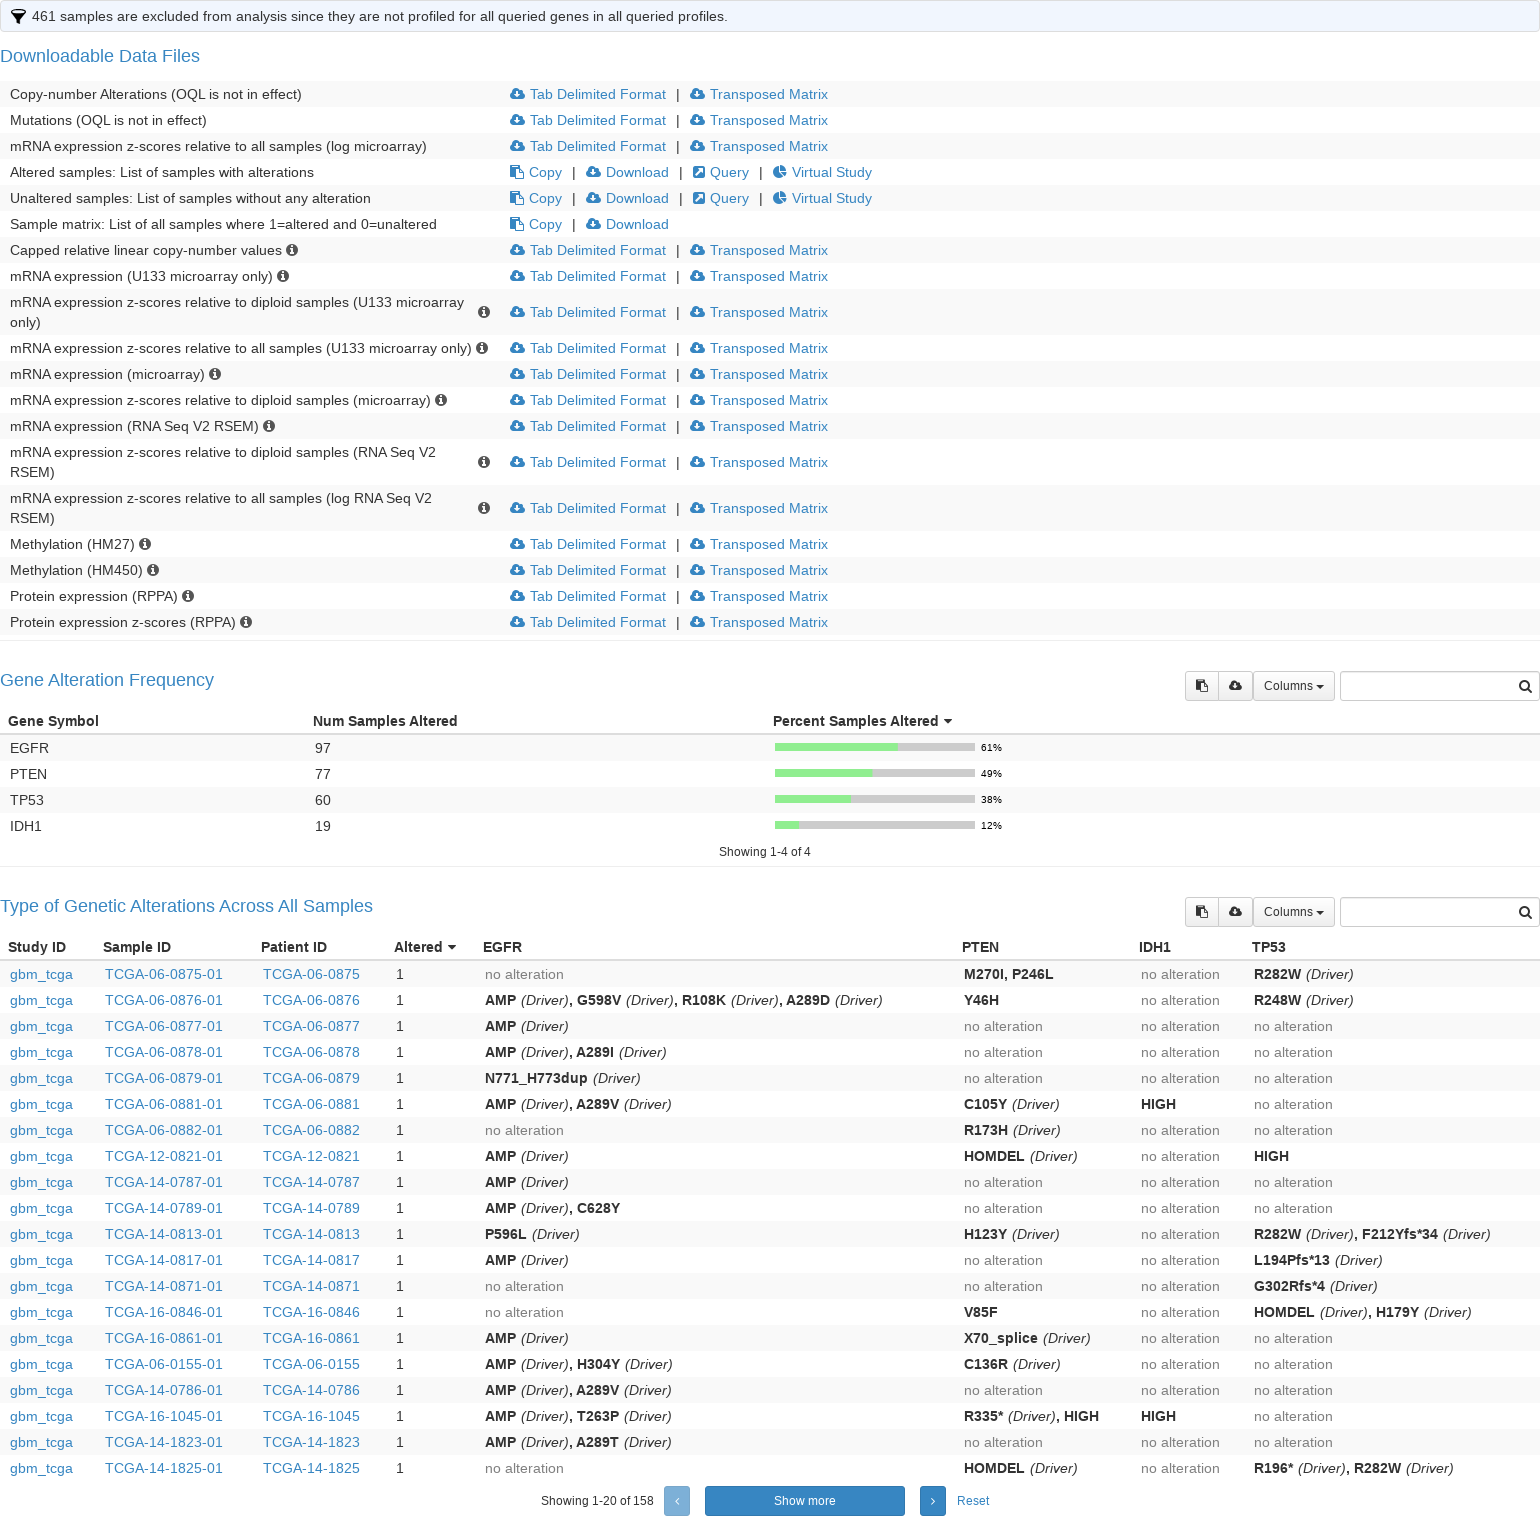 461 samples are excluded from analysis since they are not profiled for all queried genes in all queried profiles.
Downloadable Data Files
Copy-number Alterations (OQL is not in effect) Tab Delimited Format | Transposed Matrix
Mutations (OQL is not in effect) Tab Delimited Format | Transposed Matrix
mRNA expression z-scores relative to all samples (log microarray) Tab Delimited Format | Transposed Matrix
Altered samples: List of samples with alterations Copy | Download | Query | Virtual Study
Unaltered samples: List of samples without any alteration Copy | Download | Query | Virtual Study
Sample matrix: List of all samples where 1=altered and 0=unaltered Copy | Download
Capped relative linear copy-number values Tab Delimited Format | Transposed Matrix
mRNA expression (U133 microarray only) Tab Delimited Format | Transposed Matrix
mRNA expression z-scores relative to diploid samples (U133 microarray
only) Tab Delimited Format | Transposed Matrix
mRNA expression z-scores relative to all samples (U133 microarray only) Tab Delimited Format | Transposed Matrix
mRNA expression (microarray) Tab Delimited Format | Transposed Matrix
mRNA expression z-scores relative to diploid samples (microarray) Tab Delimited Format | Transposed Matrix
mRNA expression (RNA Seq V2 RSEM) Tab Delimited Format | Transposed Matrix
mRNA expression z-scores relative to diploid samples (RNA Seq V2
RSEM) Tab Delimited Format | Transposed Matrix
mRNA expression z-scores relative to all samples (log RNA Seq V2
RSEM) Tab Delimited Format | Transposed Matrix
Methylation (HM27) Tab Delimited Format | Transposed Matrix
Methylation (HM450) Tab Delimited Format | Transposed Matrix
Protein expression (RPPA) Tab Delimited Format | Transposed Matrix
Protein expression z-scores (RPPA) Tab Delimited Format | Transposed Matrix
Gene Alteration Frequency Columns
Gene Symbol Num Samples Altered Percent Samples Altered
EGFR 97 61%
PTEN 77 49%
TP53 60 38%
IDH1 19 12%
Showing 1-4 of 4
Type of Genetic Alterations Across All Samples Columns
Study ID Sample ID Patient ID Altered EGFR PTEN IDH1 TP53
gbm_tcga TCGA-06-0875-01 TCGA-06-0875 1 no alteration M270I, P246L no alteration R282W (Driver)
gbm_tcga TCGA-06-0876-01 TCGA-06-0876 1 AMP (Driver), G598V (Driver), R108K (Driver), A289D (Driver) Y46H no alteration R248W (Driver)
gbm_tcga TCGA-06-0877-01 TCGA-06-0877 1 AMP (Driver) no alteration no alteration no alteration
gbm_tcga TCGA-06-0878-01 TCGA-06-0878 1 AMP (Driver), A289I (Driver) no alteration no alteration no alteration
gbm_tcga TCGA-06-0879-01 TCGA-06-0879 1 N771_H773dup (Driver) no alteration no alteration no alteration
gbm_tcga TCGA-06-0881-01 TCGA-06-0881 1 AMP (Driver), A289V (Driver) C105Y (Driver) HIGH no alteration
gbm_tcga TCGA-06-0882-01 TCGA-06-0882 1 no alteration R173H (Driver) no alteration no alteration
gbm_tcga TCGA-12-0821-01 TCGA-12-0821 1 AMP (Driver) HOMDEL (Driver) no alteration HIGH
gbm_tcga TCGA-14-0787-01 TCGA-14-0787 1 AMP (Driver) no alteration no alteration no alteration
gbm_tcga TCGA-14-0789-01 TCGA-14-0789 1 AMP (Driver), C628Y no alteration no alteration no alteration
gbm_tcga TCGA-14-0813-01 TCGA-14-0813 1 P596L (Driver) H123Y (Driver) no alteration R282W (Driver), F212Yfs*34 (Driver)
gbm_tcga TCGA-14-0817-01 TCGA-14-0817 1 AMP (Driver) no alteration no alteration L194Pfs*13 (Driver)
gbm_tcga TCGA-14-0871-01 TCGA-14-0871 1 no alteration no alteration no alteration G302Rfs*4 (Driver)
gbm_tcga TCGA-16-0846-01 TCGA-16-0846 1 no alteration V85F no alteration HOMDEL (Driver), H179Y (Driver)
gbm_tcga TCGA-16-0861-01 TCGA-16-0861 1 AMP (Driver) X70_splice (Driver) no alteration no alteration
gbm_tcga TCGA-06-0155-01 TCGA-06-0155 1 AMP (Driver), H304Y (Driver) C136R (Driver) no alteration no alteration
gbm_tcga TCGA-14-0786-01 TCGA-14-0786 1 AMP (Driver), A289V (Driver) no alteration no alteration no alteration
gbm_tcga TCGA-16-1045-01 TCGA-16-1045 1 AMP (Driver), T263P (Driver) R335* (Driver), HIGH HIGH no alteration
gbm_tcga TCGA-14-1823-01 TCGA-14-1823 1 AMP (Driver), A289T (Driver) no alteration no alteration no alteration
gbm_tcga TCGA-14-1825-01 TCGA-14-1825 1 no alteration HOMDEL (Driver) no alteration R196* (Driver), R282W (Driver)
Showing 1-20 of 158 Show more Reset